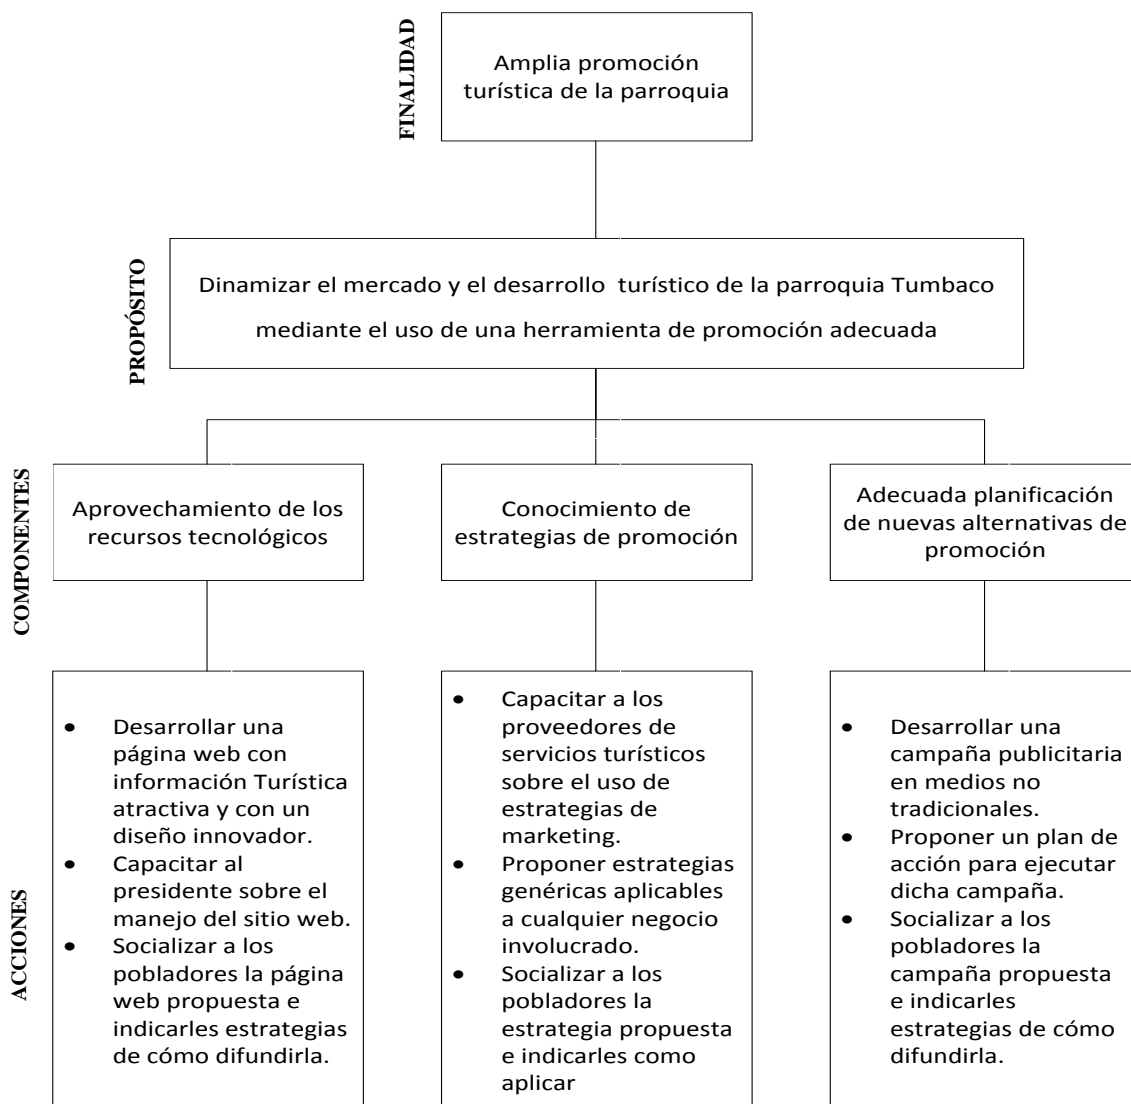 FINALIDAD
Amplia promoción
turística de la parroquia
PROPÓSITO
Dinamizar el mercado y el desarrollo  turístico de la parroquia Tumbaco
mediante el uso de una herramienta de promoción adecuada
COMPONENTES
Aprovechamiento de los
recursos tecnológicos
Conocimiento de
estrategias de promoción
Adecuada planificación
de nuevas alternativas de
promoción
ACCIONES
• Desarrollar una
página web con
información Turística
atractiva y con un
diseño innovador.
• Capacitar al
presidente sobre el
manejo del sitio web.
• Socializar a los
pobladores la página
web propuesta e
indicarles estrategias
de cómo difundirla.
• Capacitar a los
proveedores de
servicios turísticos
sobre el uso de
estrategias de
marketing.
• Proponer estrategias
genéricas aplicables
a cualquier negocio
involucrado.
• Socializar a los
pobladores la
estrategia propuesta
e indicarles como
aplicar
• Desarrollar una
campaña publicitaria
en medios no
tradicionales.
• Proponer un plan de
acción para ejecutar
dicha campaña.
• Socializar a los
pobladores la
campaña propuesta
e indicarles
estrategias de cómo
difundirla.